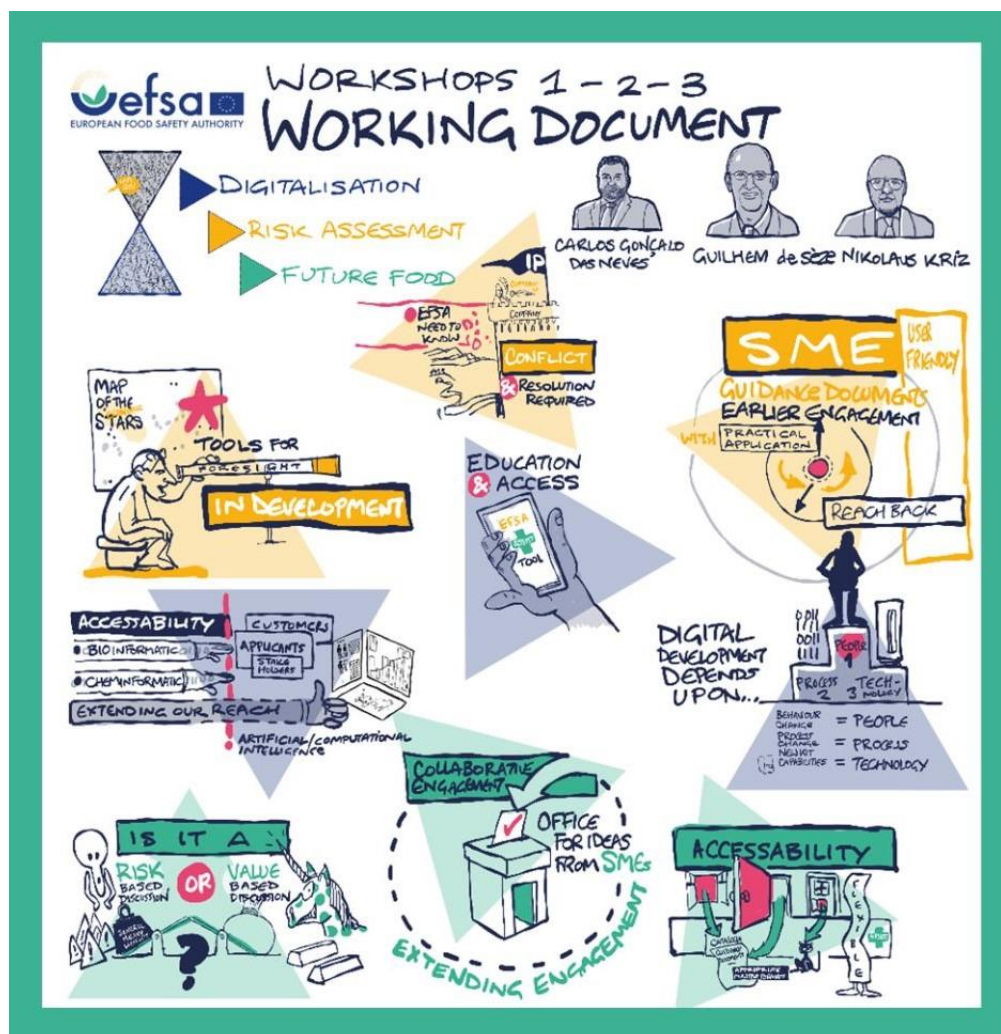 efsa
EUROPEAN FOOD SAFETY AUTHORITY
WORKSHOPS 1-2-3
WORKING DOCUMENT
DIGITALISATION
RISK ASSESSMENT
FUTURE FOOD
CARLOS GONÇALO
DAS NEVES
GUILHEM de SÈZE
NIKOLAUS KRÍZ
IP
COMPANY
EFSA
NEED TO
KNOW
CONFLICT
& RESOLUTION
REQUIRED
SME
USER
FRIENDLY
GUIDANCE DOCUMENTS
EARLIER ENGAGEMENT
WITH PRACTICAL
APPLICATION
REACH BACK
MAP
OF THE
STARS
TOOLS FOR
FORESIGHT
IN DEVELOPMENT
EDUCATION
& ACCESS
EFSA
TOOL
ACCESSABILITY
BIOINFORMATIC
CHEMINFORMATIC
EXTENDING OUR REACH
CUSTOMERS
APPLICANTS
STAKE
HOLDERS
ARTIFICIAL/COMPUTATIONAL
INTELLIGENCE
DIGITAL
DEVELOPMENT
DEPENDS
UPON...
PEOPLE
1
PROCESS
2
TECH-
NOLOGY
3
BEHAVIOUR
CHANGE = PEOPLE
PROCESS
CHANGE = PROCESS
NEW KIT
CAPABILITIES = TECHNOLOGY
IS IT A
RISK
BASED
DISCUSSION
OR
VALUE
BASED
DISCUSSION
?
COLLABORATIVE
ENGAGEMENT
OFFICE
FOR IDEAS
FROM SMEs
EXTENDING ENGAGEMENT
ACCESSABILITY
FLEXIBLE